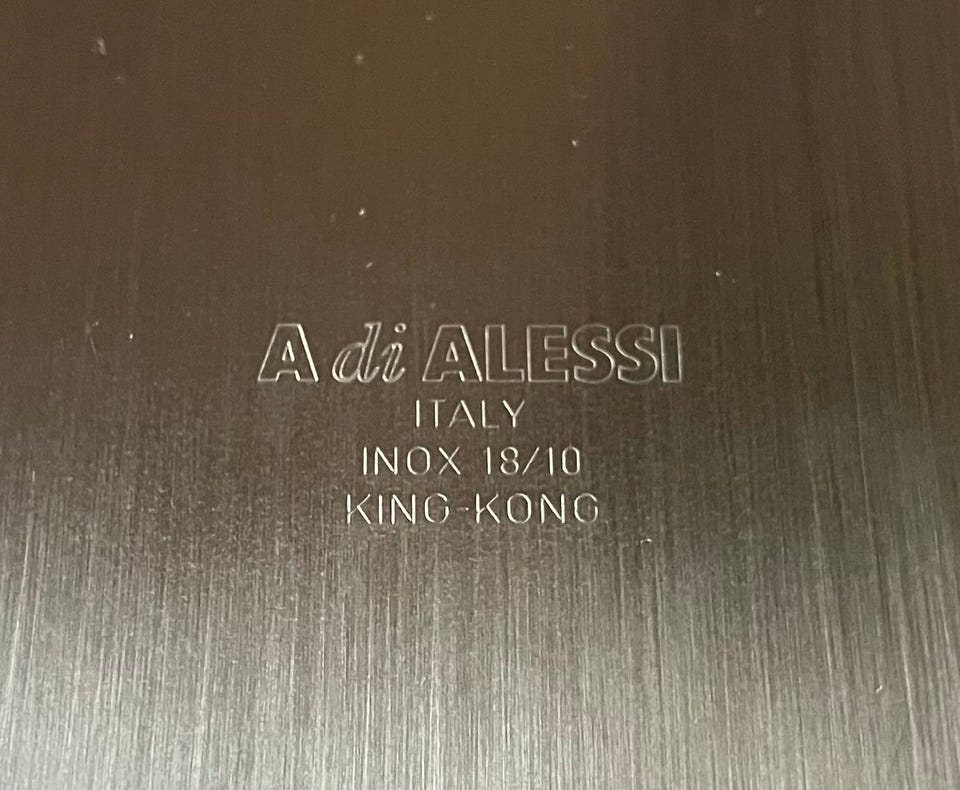 A di ALESSI
ITALY
INOX 18/10
KING-KONG